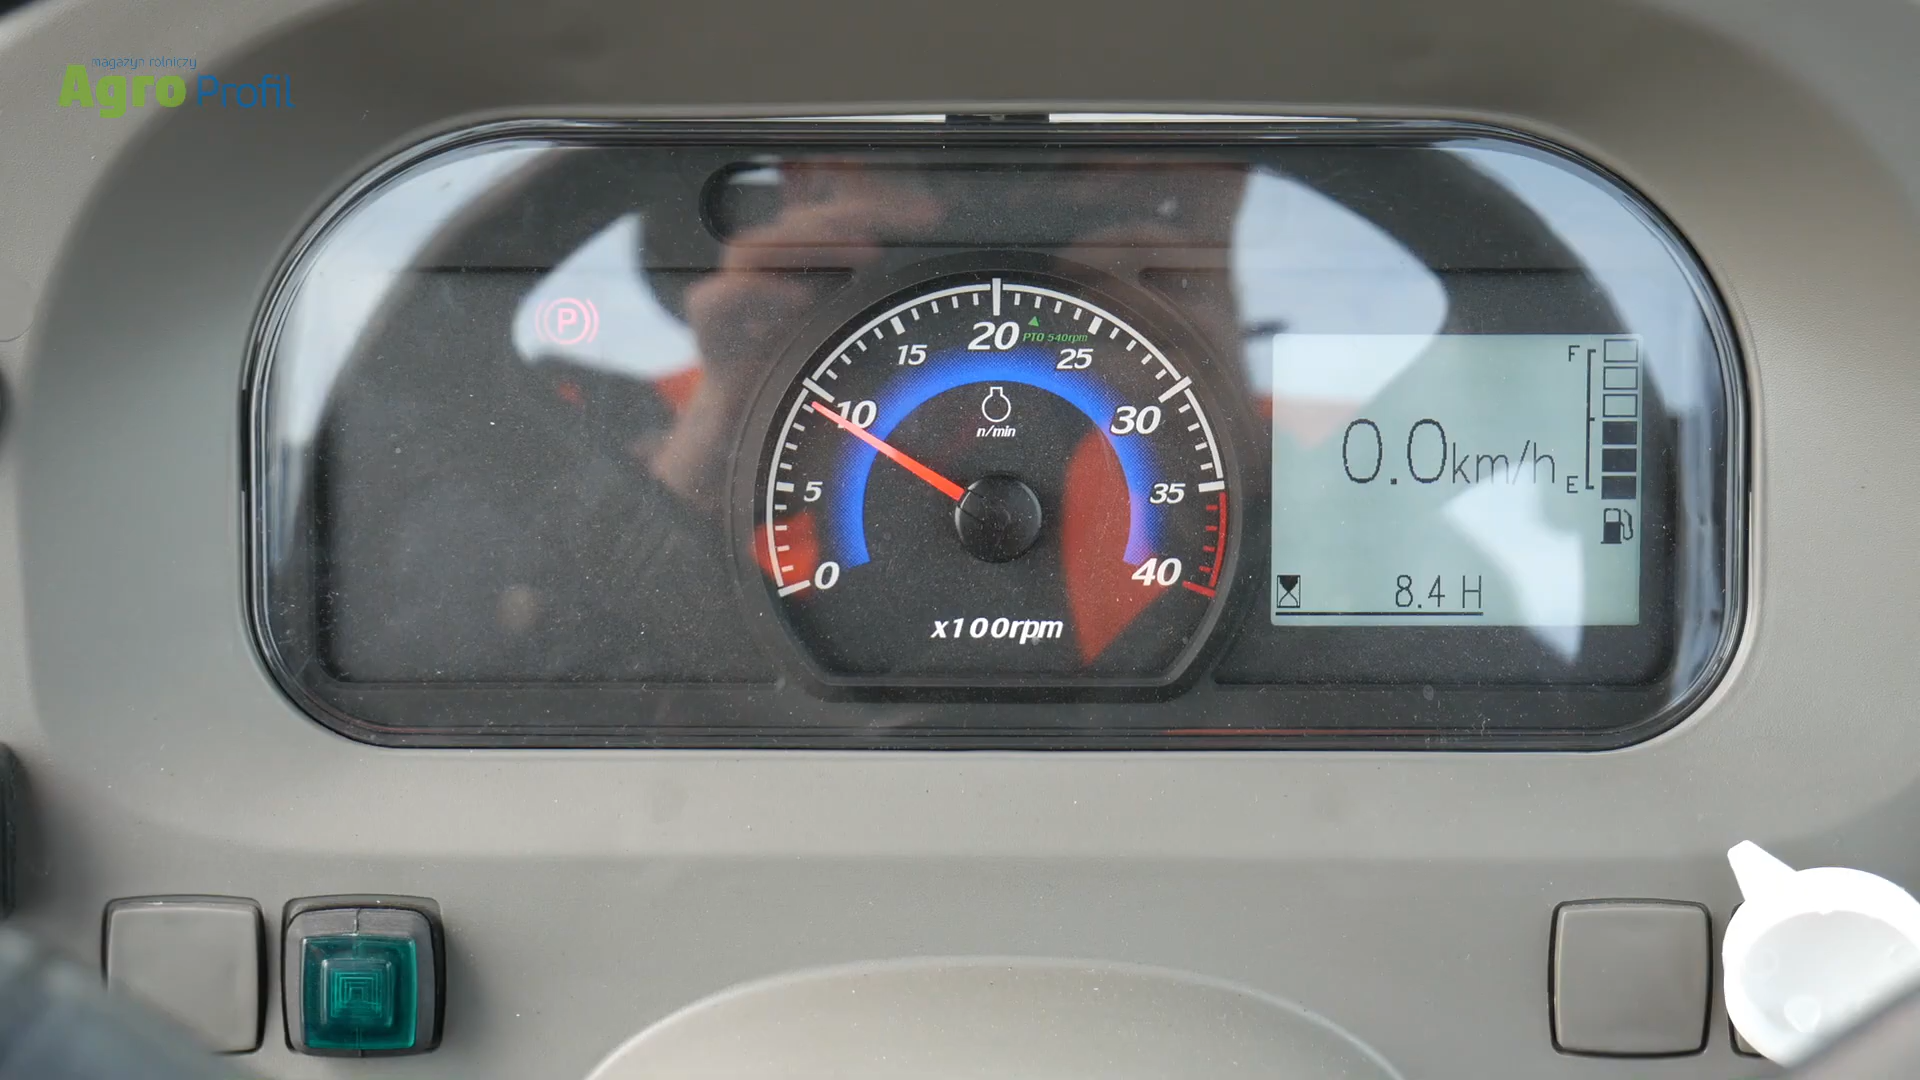 magazyn rolniczy
Agro Profil
P
20
PTO 540rpm
15
25
10
30
n/min
5
35
0
40
x100rpm
F
0.0km/h
E
8.4 H